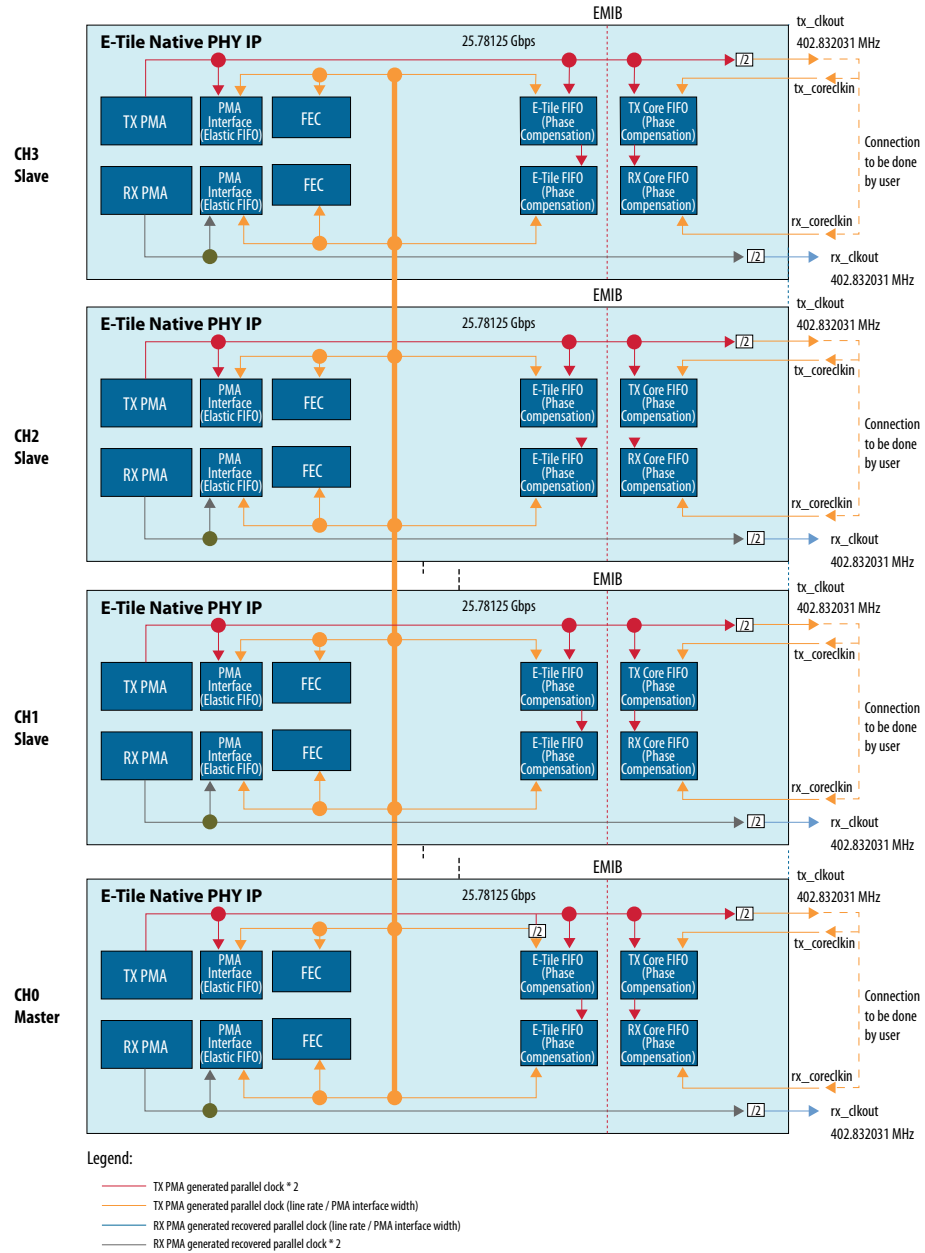 EMIB
tx_clkout
402.832031 MHz
E-Tile Native PHY IP
25.78125 Gbps
/2
tx_coreclkin
TX PMA
PMA
Interface
(Elastic FIFO)
FEC
E-Tile FIFO
(Phase
Compensation)
TX Core FIFO
(Phase
Compensation)
Connection
to be done
by user
CH3
Slave
RX PMA
PMA
Interface
(Elastic FIFO)
FEC
E-Tile FIFO
(Phase
Compensation)
RX Core FIFO
(Phase
Compensation)
rx_coreclkin
/2
rx_clkout
402.832031 MHz
EMIB
tx_clkout
402.832031 MHz
E-Tile Native PHY IP
25.78125 Gbps
/2
tx_coreclkin
TX PMA
PMA
Interface
(Elastic FIFO)
FEC
E-Tile FIFO
(Phase
Compensation)
TX Core FIFO
(Phase
Compensation)
Connection
to be done
by user
CH2
Slave
RX PMA
PMA
Interface
(Elastic FIFO)
FEC
E-Tile FIFO
(Phase
Compensation)
RX Core FIFO
(Phase
Compensation)
rx_coreclkin
/2
rx_clkout
402.832031 MHz
EMIB
tx_clkout
402.832031 MHz
E-Tile Native PHY IP
25.78125 Gbps
/2
tx_coreclkin
TX PMA
PMA
Interface
(Elastic FIFO)
FEC
E-Tile FIFO
(Phase
Compensation)
TX Core FIFO
(Phase
Compensation)
Connection
to be done
by user
CH1
Slave
RX PMA
PMA
Interface
(Elastic FIFO)
FEC
E-Tile FIFO
(Phase
Compensation)
RX Core FIFO
(Phase
Compensation)
rx_coreclkin
/2
rx_clkout
402.832031 MHz
EMIB
tx_clkout
402.832031 MHz
E-Tile Native PHY IP
25.78125 Gbps
/2
/2
tx_coreclkin
TX PMA
PMA
Interface
(Elastic FIFO)
FEC
E-Tile FIFO
(Phase
Compensation)
TX Core FIFO
(Phase
Compensation)
Connection
to be done
by user
CH0
Master
RX PMA
PMA
Interface
(Elastic FIFO)
FEC
E-Tile FIFO
(Phase
Compensation)
RX Core FIFO
(Phase
Compensation)
rx_coreclkin
/2
rx_clkout
402.832031 MHz
Legend:
TX PMA generated parallel clock * 2
TX PMA generated parallel clock (line rate / PMA interface width)
RX PMA generated recovered parallel clock (line rate / PMA interface width)
RX PMA generated recovered parallel clock * 2